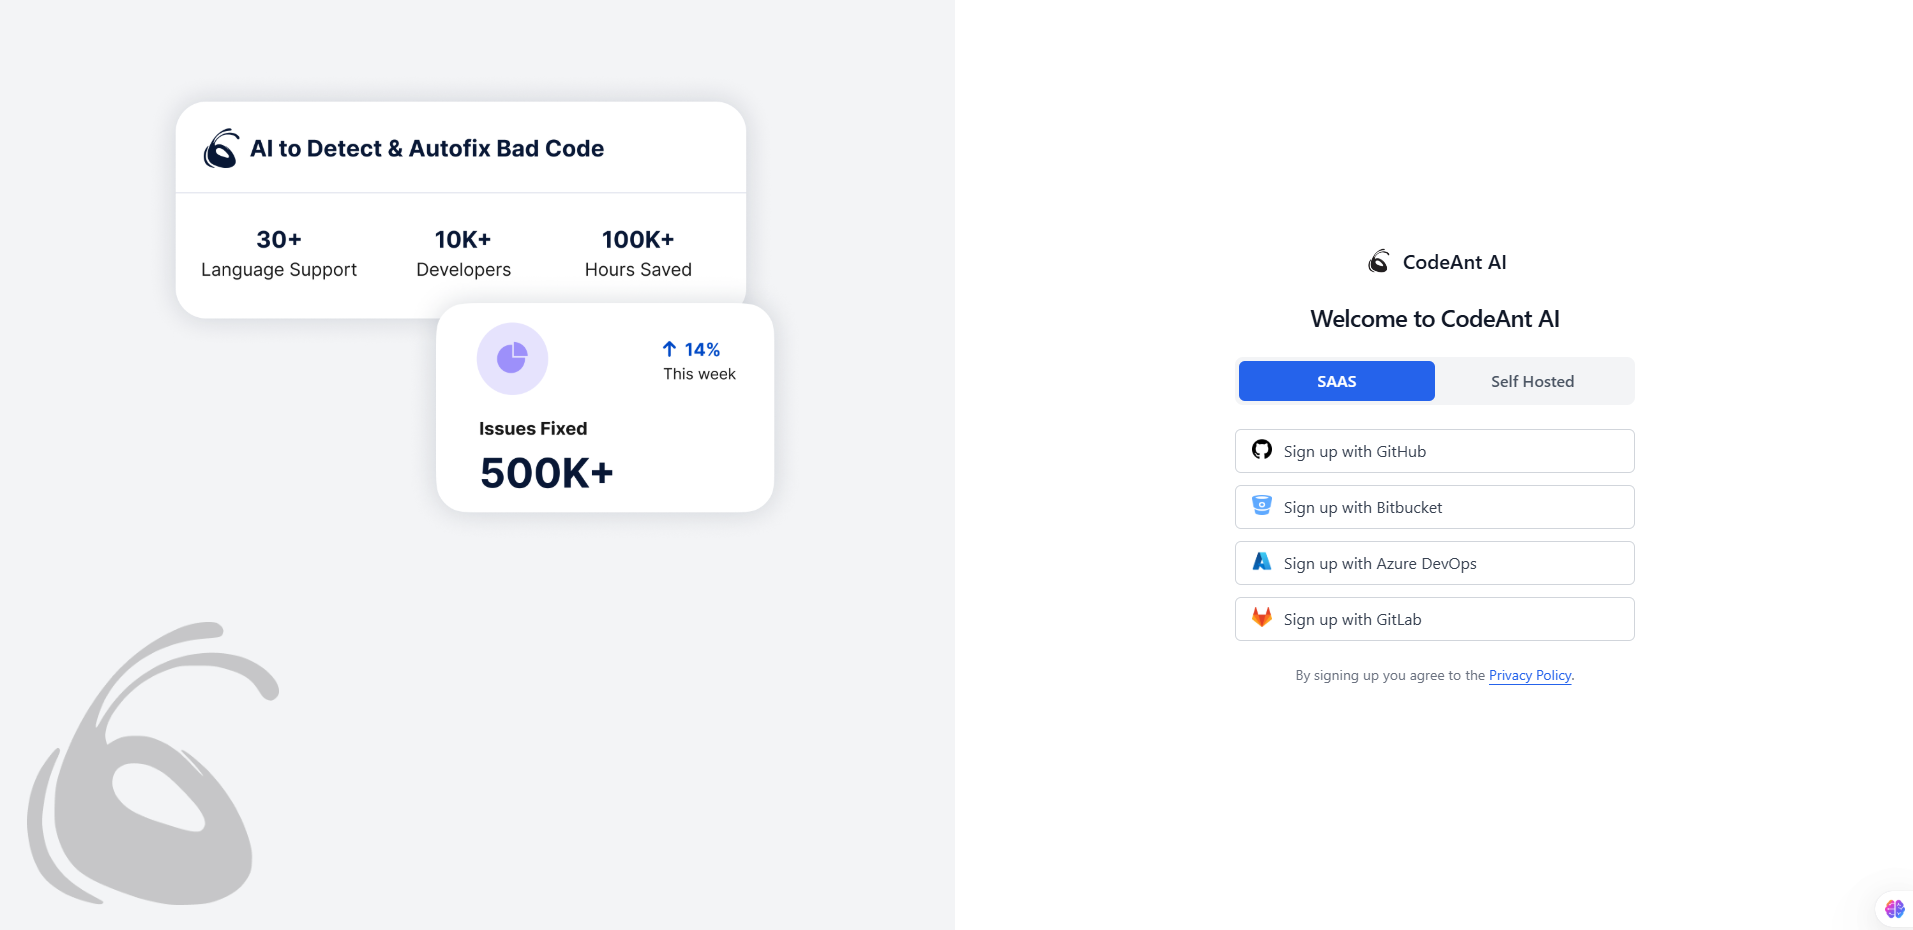 AI to Detect & Autofix Bad Code
30+
Language Support
10K+
Developers
100K+
Hours Saved
↑ 14%
This week
Issues Fixed
500K+
CodeAnt AI
Welcome to CodeAnt AI
SAAS
Self Hosted
Sign up with GitHub
Sign up with Bitbucket
Sign up with Azure DevOps
Sign up with GitLab
By signing up you agree to the Privacy Policy.